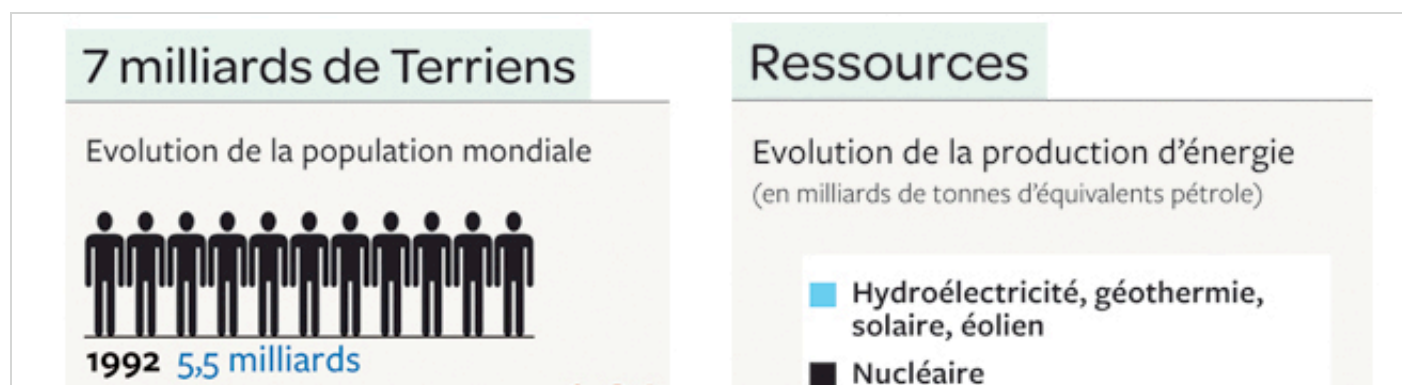 7 milliards de Terriens
Evolution de la population mondiale
1992 5,5 milliards
Ressources
Evolution de la production d'énergie
(en milliards de tonnes d'équivalents pétrole)
Hydroélectricité, géothermie,
solaire, éolien
Nucléaire